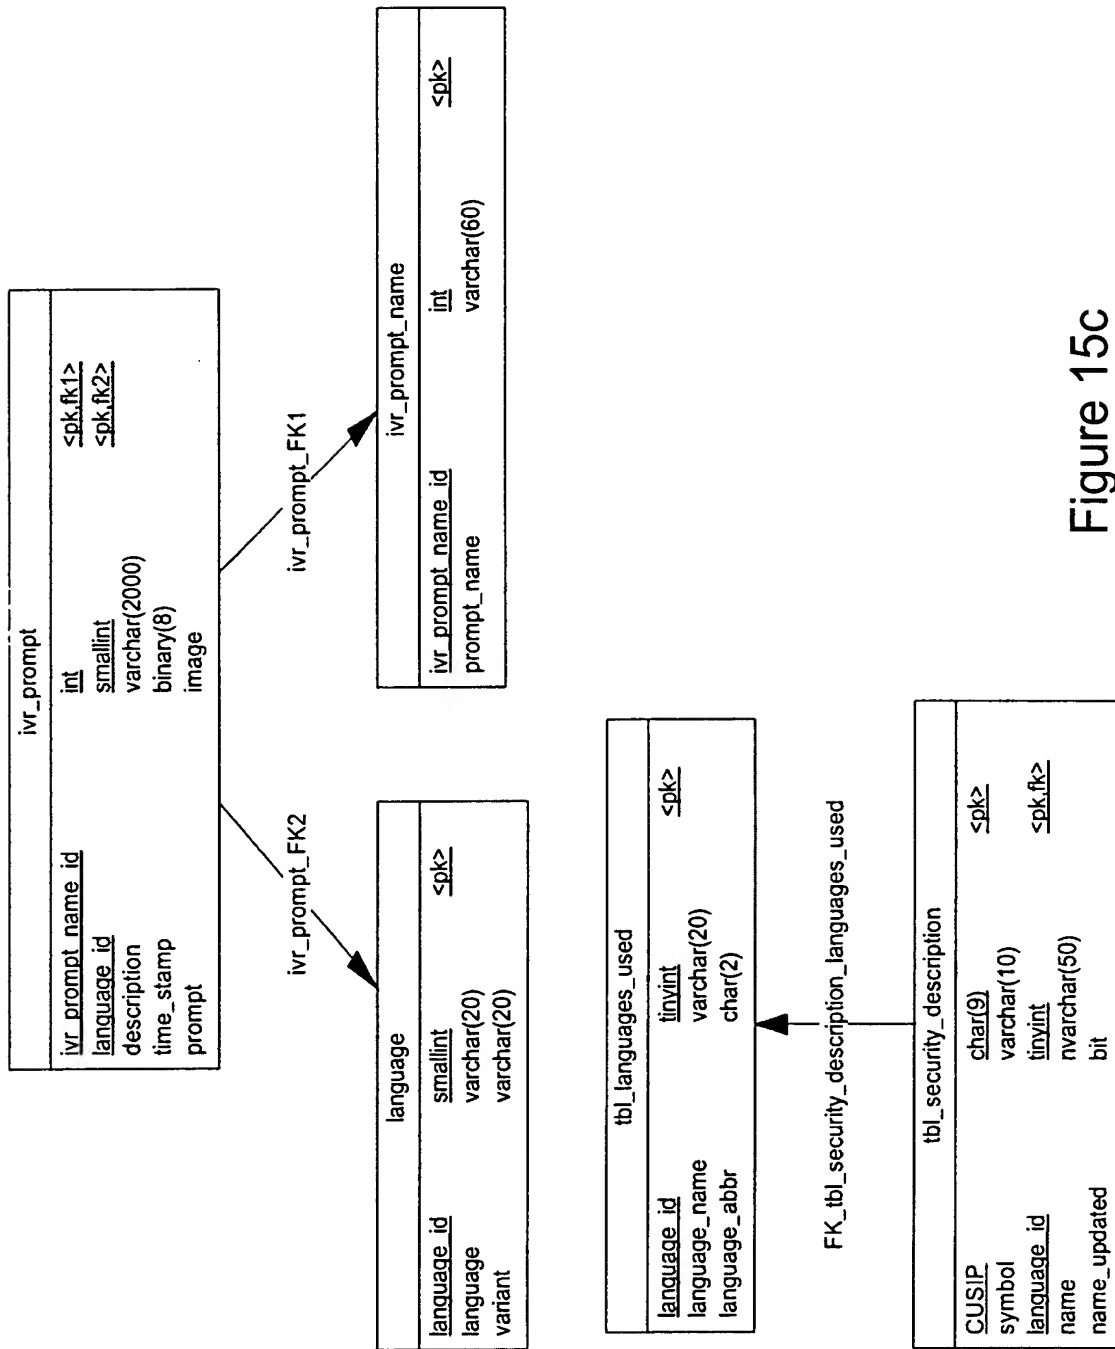 ivr_prompt
ivr_prompt_name_id int <pk,fk1>
language_id smallint <pk,fk2>
description varchar(2000)
time_stamp binary(8)
prompt image
ivr_prompt_FK2
ivr_prompt_FK1
language
language_id smallint <pk>
language varchar(20)
variant varchar(20)
ivr_prompt_name
ivr_prompt_name_id int <pk>
prompt_name varchar(60)
tbl_languages_used
language_id tinyint <pk>
language_name varchar(20)
language_abbr char(2)
FK_tbl_security_description_languages_used
tbl_security_description
CUSIP char(9) <pk>
symbol varchar(10)
language_id tinyint <pk,fk>
name nvarchar(50)
name_updated bit
Figure 15c